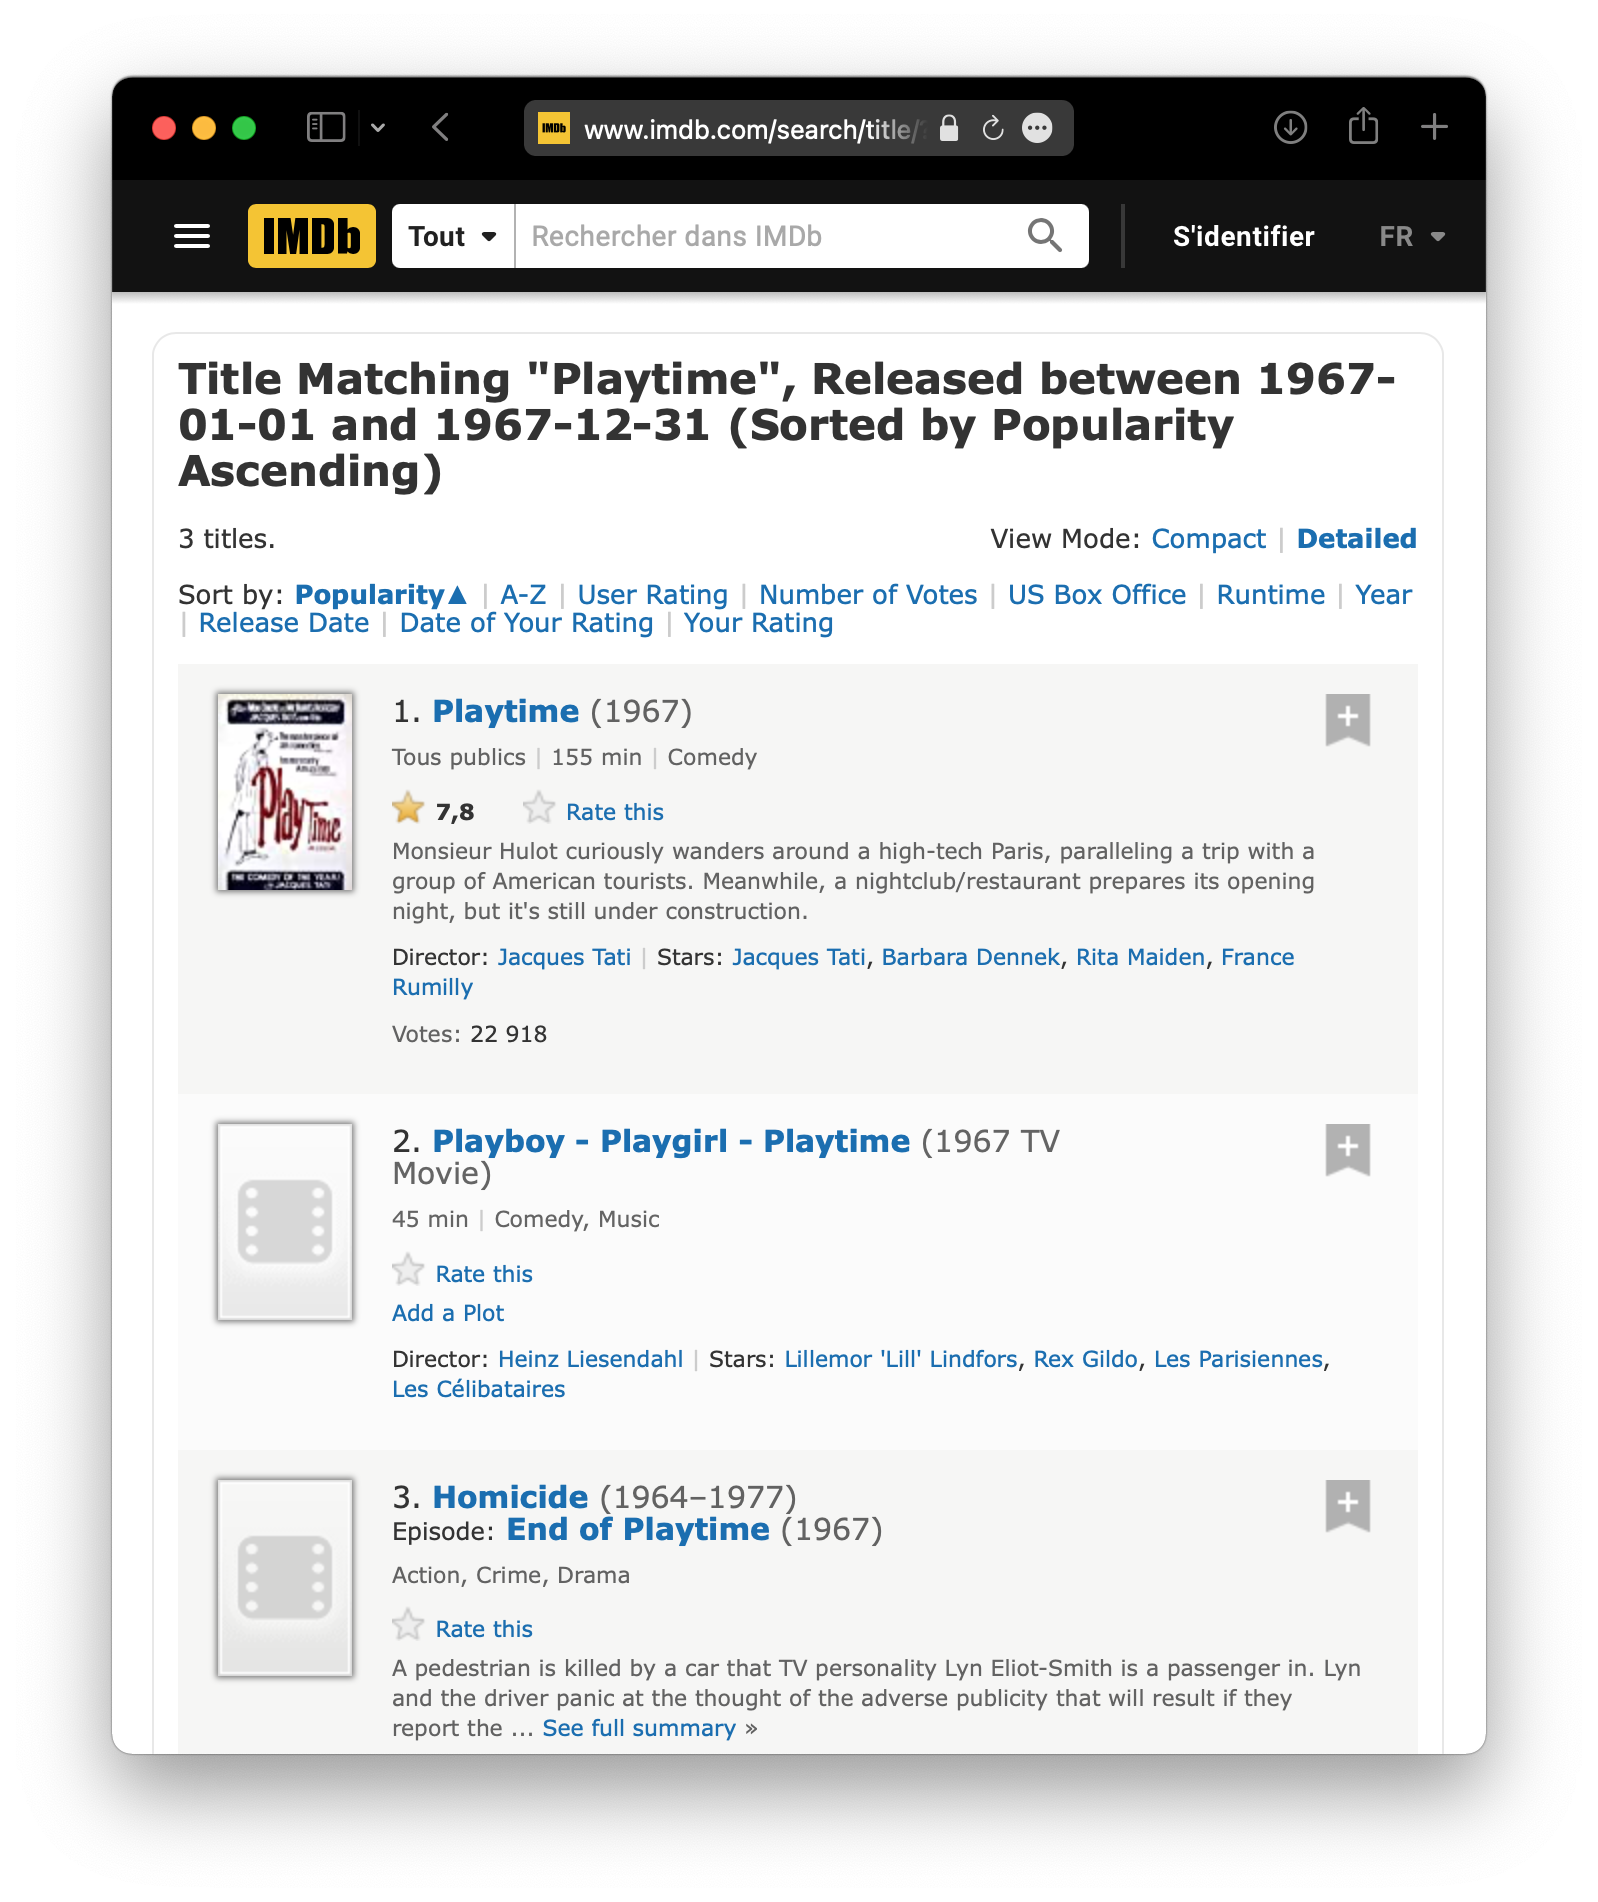 IMDb www.imdb.com/search/title/
IMDb Tout Rechercher dans IMDb S'identifier FR
Title Matching "Playtime", Released between 1967-
01-01 and 1967-12-31 (Sorted by Popularity
Ascending)
3 titles. View Mode: Compact | Detailed
Sort by: Popularity▲ | A-Z | User Rating | Number of Votes | US Box Office | Runtime | Year
| Release Date | Date of Your Rating | Your Rating
Play Time
THE COMEDY OF THE YEAR!
1. Playtime (1967)
Tous publics | 155 min | Comedy
7,8 Rate this
Monsieur Hulot curiously wanders around a high-tech Paris, paralleling a trip with a
group of American tourists. Meanwhile, a nightclub/restaurant prepares its opening
night, but it's still under construction.
Director: Jacques Tati | Stars: Jacques Tati, Barbara Dennek, Rita Maiden, France
Rumilly
Votes: 22 918
2. Playboy - Playgirl - Playtime (1967 TV
Movie)
45 min | Comedy, Music
Rate this
Add a Plot
Director: Heinz Liesendahl | Stars: Lillemor 'Lill' Lindfors, Rex Gildo, Les Parisiennes,
Les Célibataires
3. Homicide (1964–1977)
Episode: End of Playtime (1967)
Action, Crime, Drama
Rate this
A pedestrian is killed by a car that TV personality Lyn Eliot-Smith is a passenger in. Lyn
and the driver panic at the thought of the adverse publicity that will result if they
report the ... See full summary »